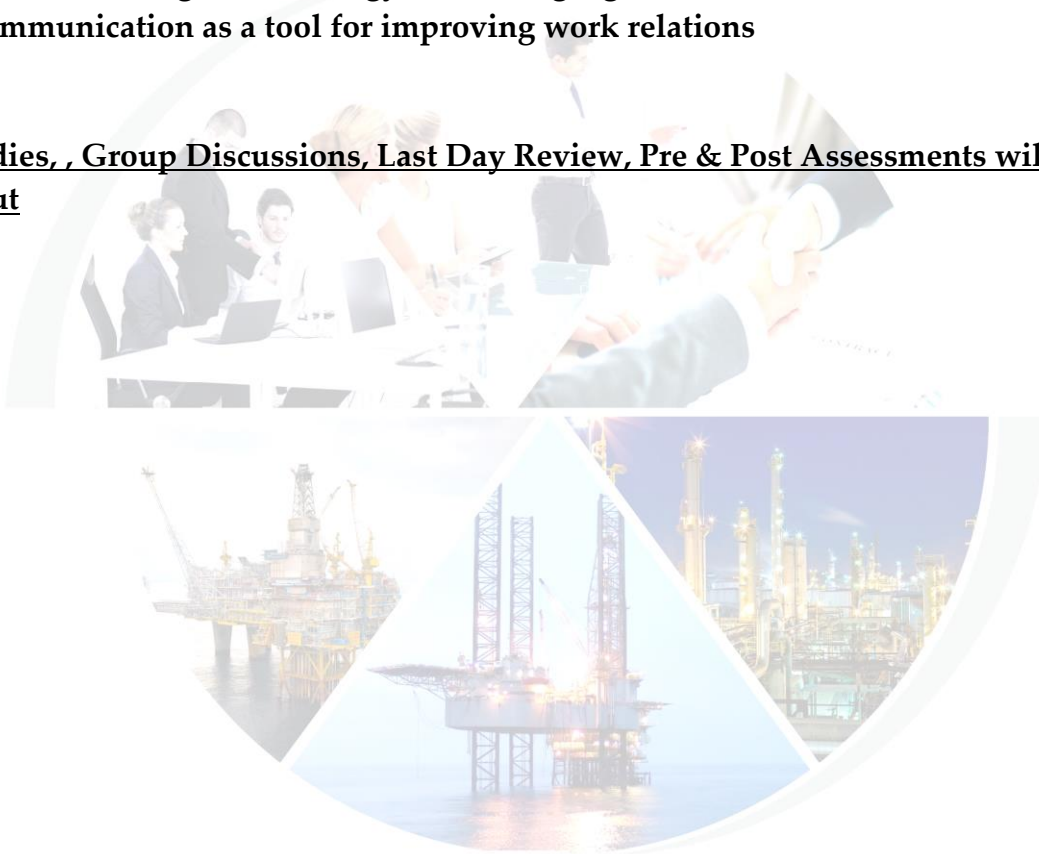 mmunication as a tool for improving work relations
dies, , Group Discussions, Last Day Review, Pre & Post Assessments wil
ut